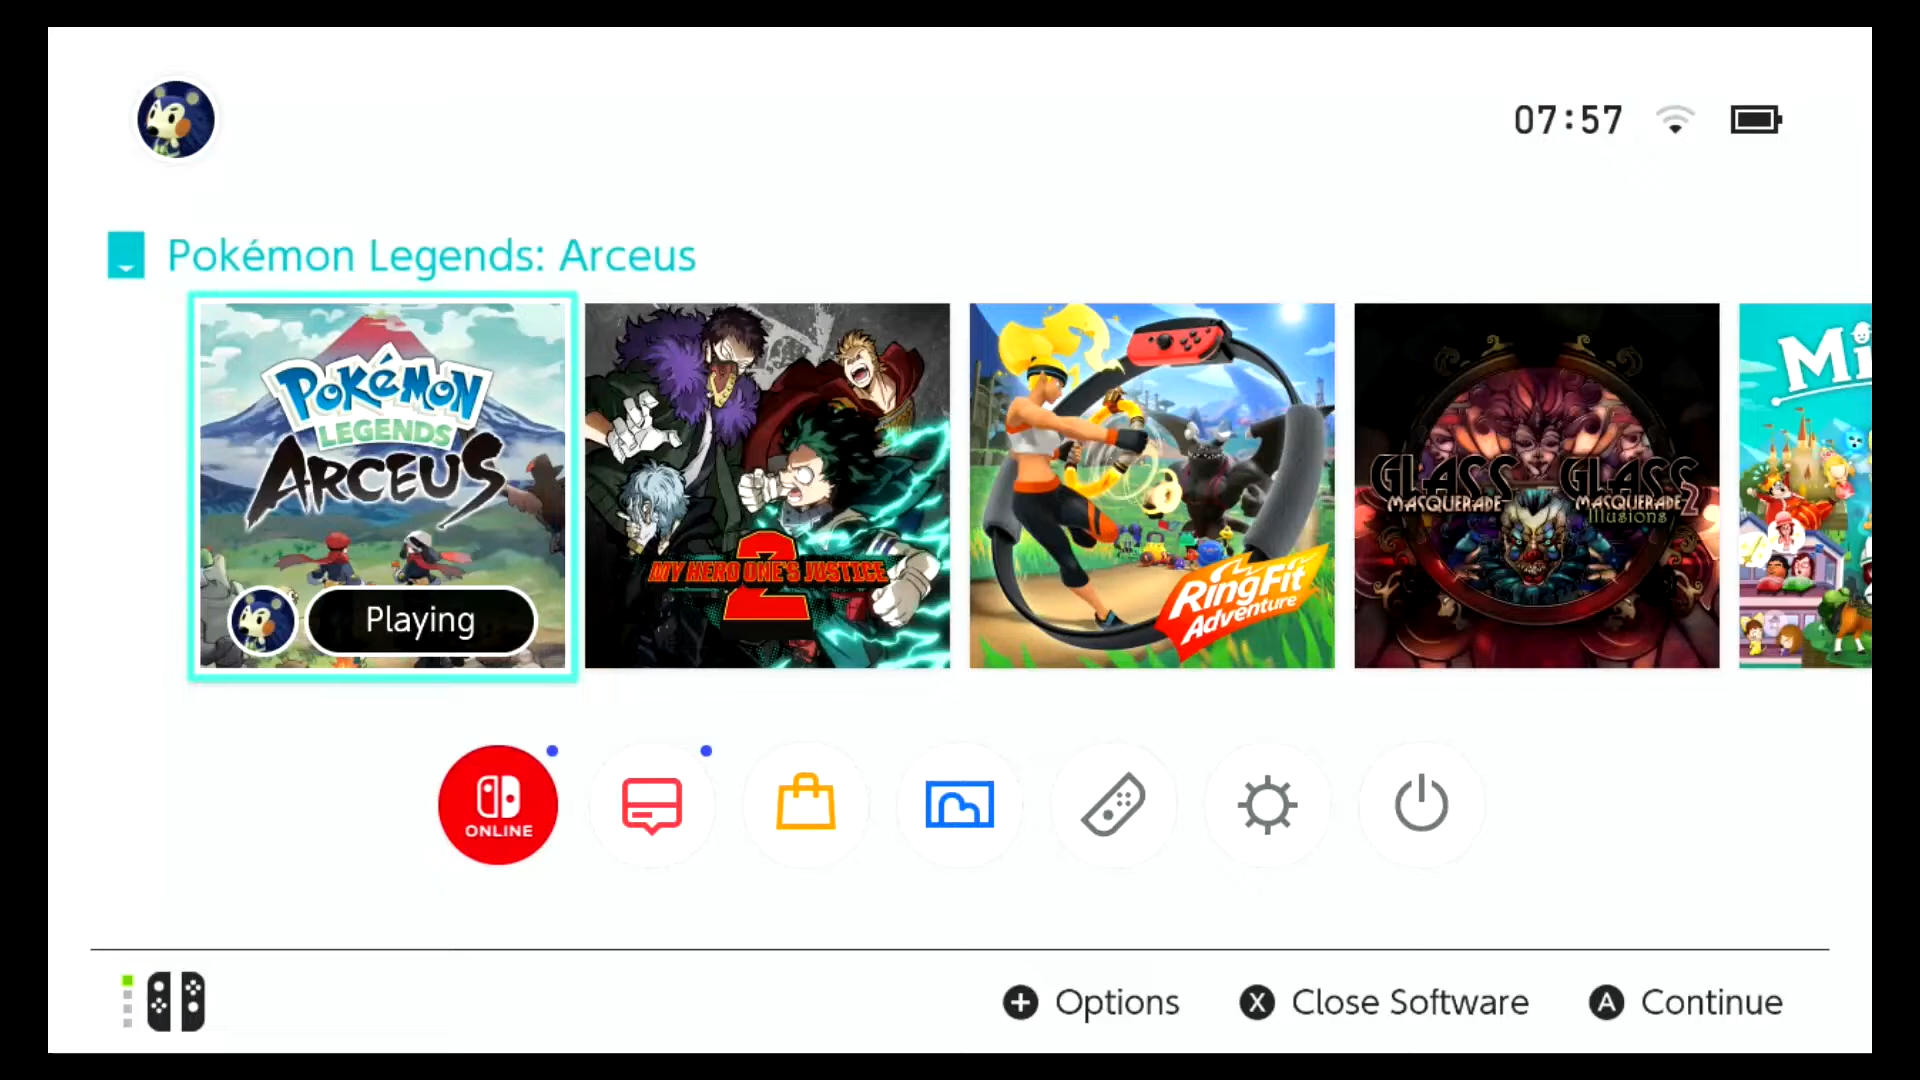 07:57
Pokémon Legends: Arceus
POKéMON
LEGENDS
ARCEUS
Playing
2
MY HERO ONE'S JUSTICE
RingFit
Adventure
GLASS
MASQUERADE
GLASS
MASQUERADE 2
Illusions
Mi
ONLINE
+ Options
X Close Software
A Continue